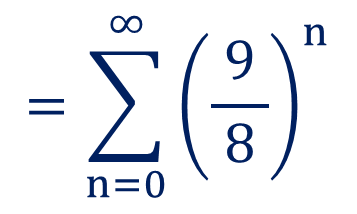 = ∑_{n=0}^{∞} (9/8)^n